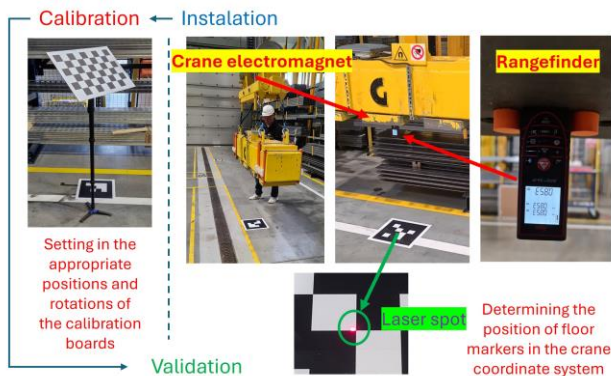 Calibration
Instalation
Crane electromagnet
Rangefinder
G
Setting in the
appropriate
positions and
rotations of
the calibration
boards
Laser spot
Determining the
position of floor
markers in the crane
coordinate system
Validation